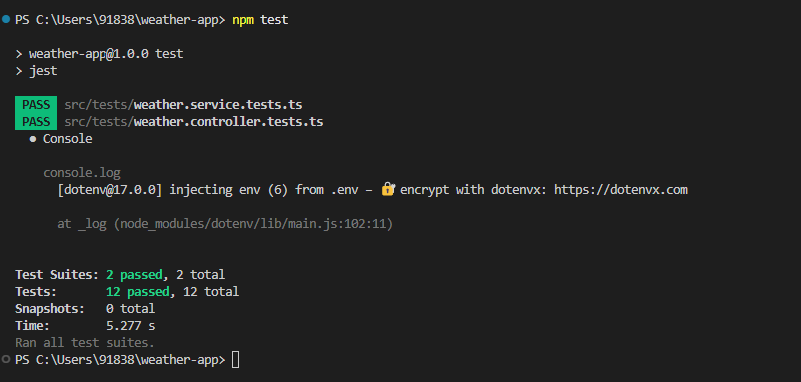 PS C:\Users\91838\weather-app> npm test
> weather-app@1.0.0 test
> jest
PASS src/tests/weather.service.tests.ts
PASS src/tests/weather.controller.tests.ts
● Console
console.log
[dotenv@17.0.0] injecting env (6) from .env – 🔐 encrypt with dotenvx: https://dotenvx.com
at _log (node_modules/dotenv/lib/main.js:102:11)
Test Suites: 2 passed, 2 total
Tests: 12 passed, 12 total
Snapshots: 0 total
Time: 5.277 s
Ran all test suites.
PS C:\Users\91838\weather-app>